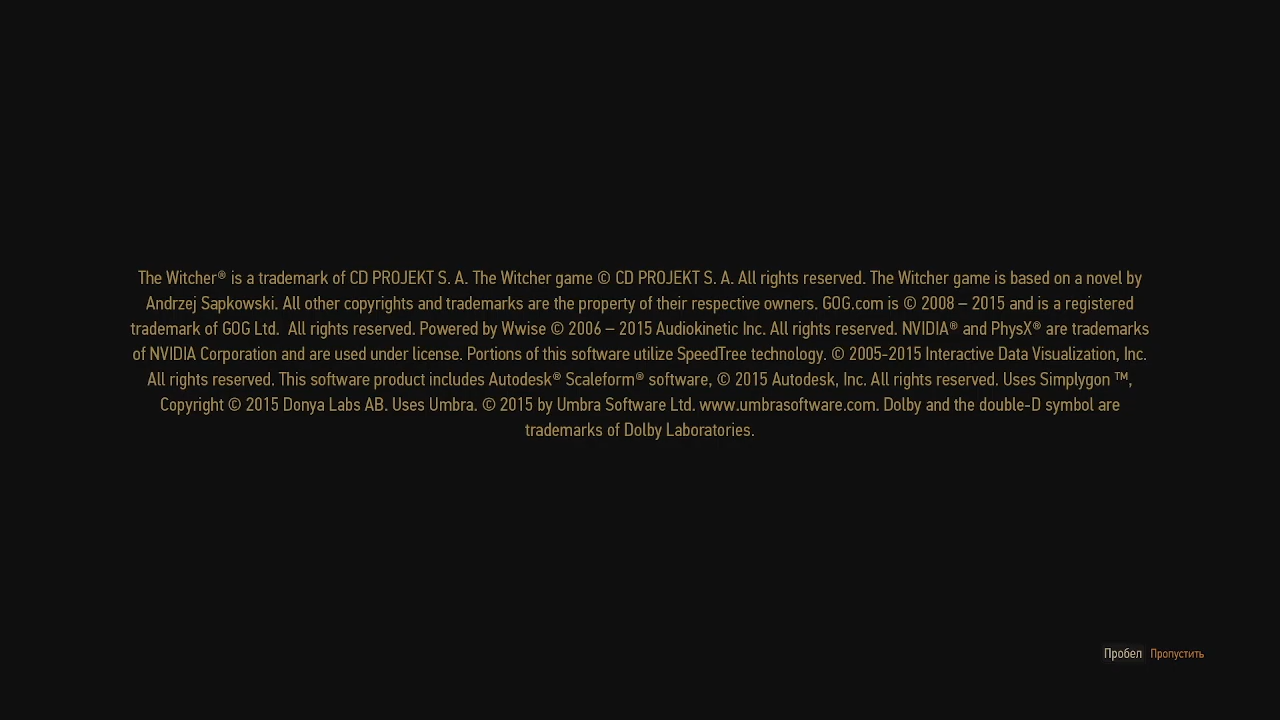 The Witcher® is a trademark of CD PROJEKT S. A. The Witcher game © CD PROJEKT S. A. All rights reserved. The Witcher game is based on a novel by
Andrzej Sapkowski. All other copyrights and trademarks are the property of their respective owners. GOG.com is © 2008 – 2015 and is a registered
trademark of GOG Ltd.  All rights reserved. Powered by Wwise © 2006 – 2015 Audiokinetic Inc. All rights reserved. NVIDIA® and PhysX® are trademarks
of NVIDIA Corporation and are used under license. Portions of this software utilize SpeedTree technology. © 2005-2015 Interactive Data Visualization, Inc.
All rights reserved. This software product includes Autodesk® Scaleform® software, © 2015 Autodesk, Inc. All rights reserved. Uses Simplygon ™,
Copyright © 2015 Donya Labs AB. Uses Umbra. © 2015 by Umbra Software Ltd. www.umbrasoftware.com. Dolby and the double-D symbol are
trademarks of Dolby Laboratories.
Пробел Пропустить